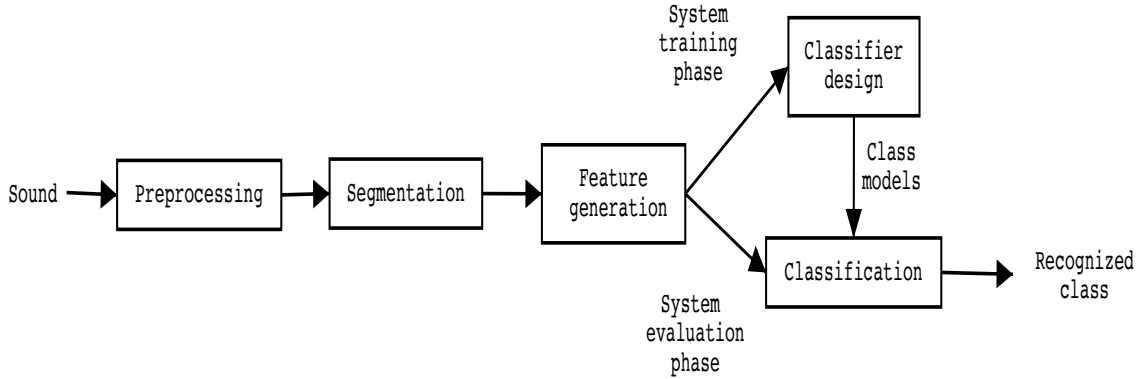 Sound
Preprocessing
Segmentation
Feature
generation
System
training
phase
Classifier
design
Class
models
System
evaluation
phase
Classification
Recognized
class